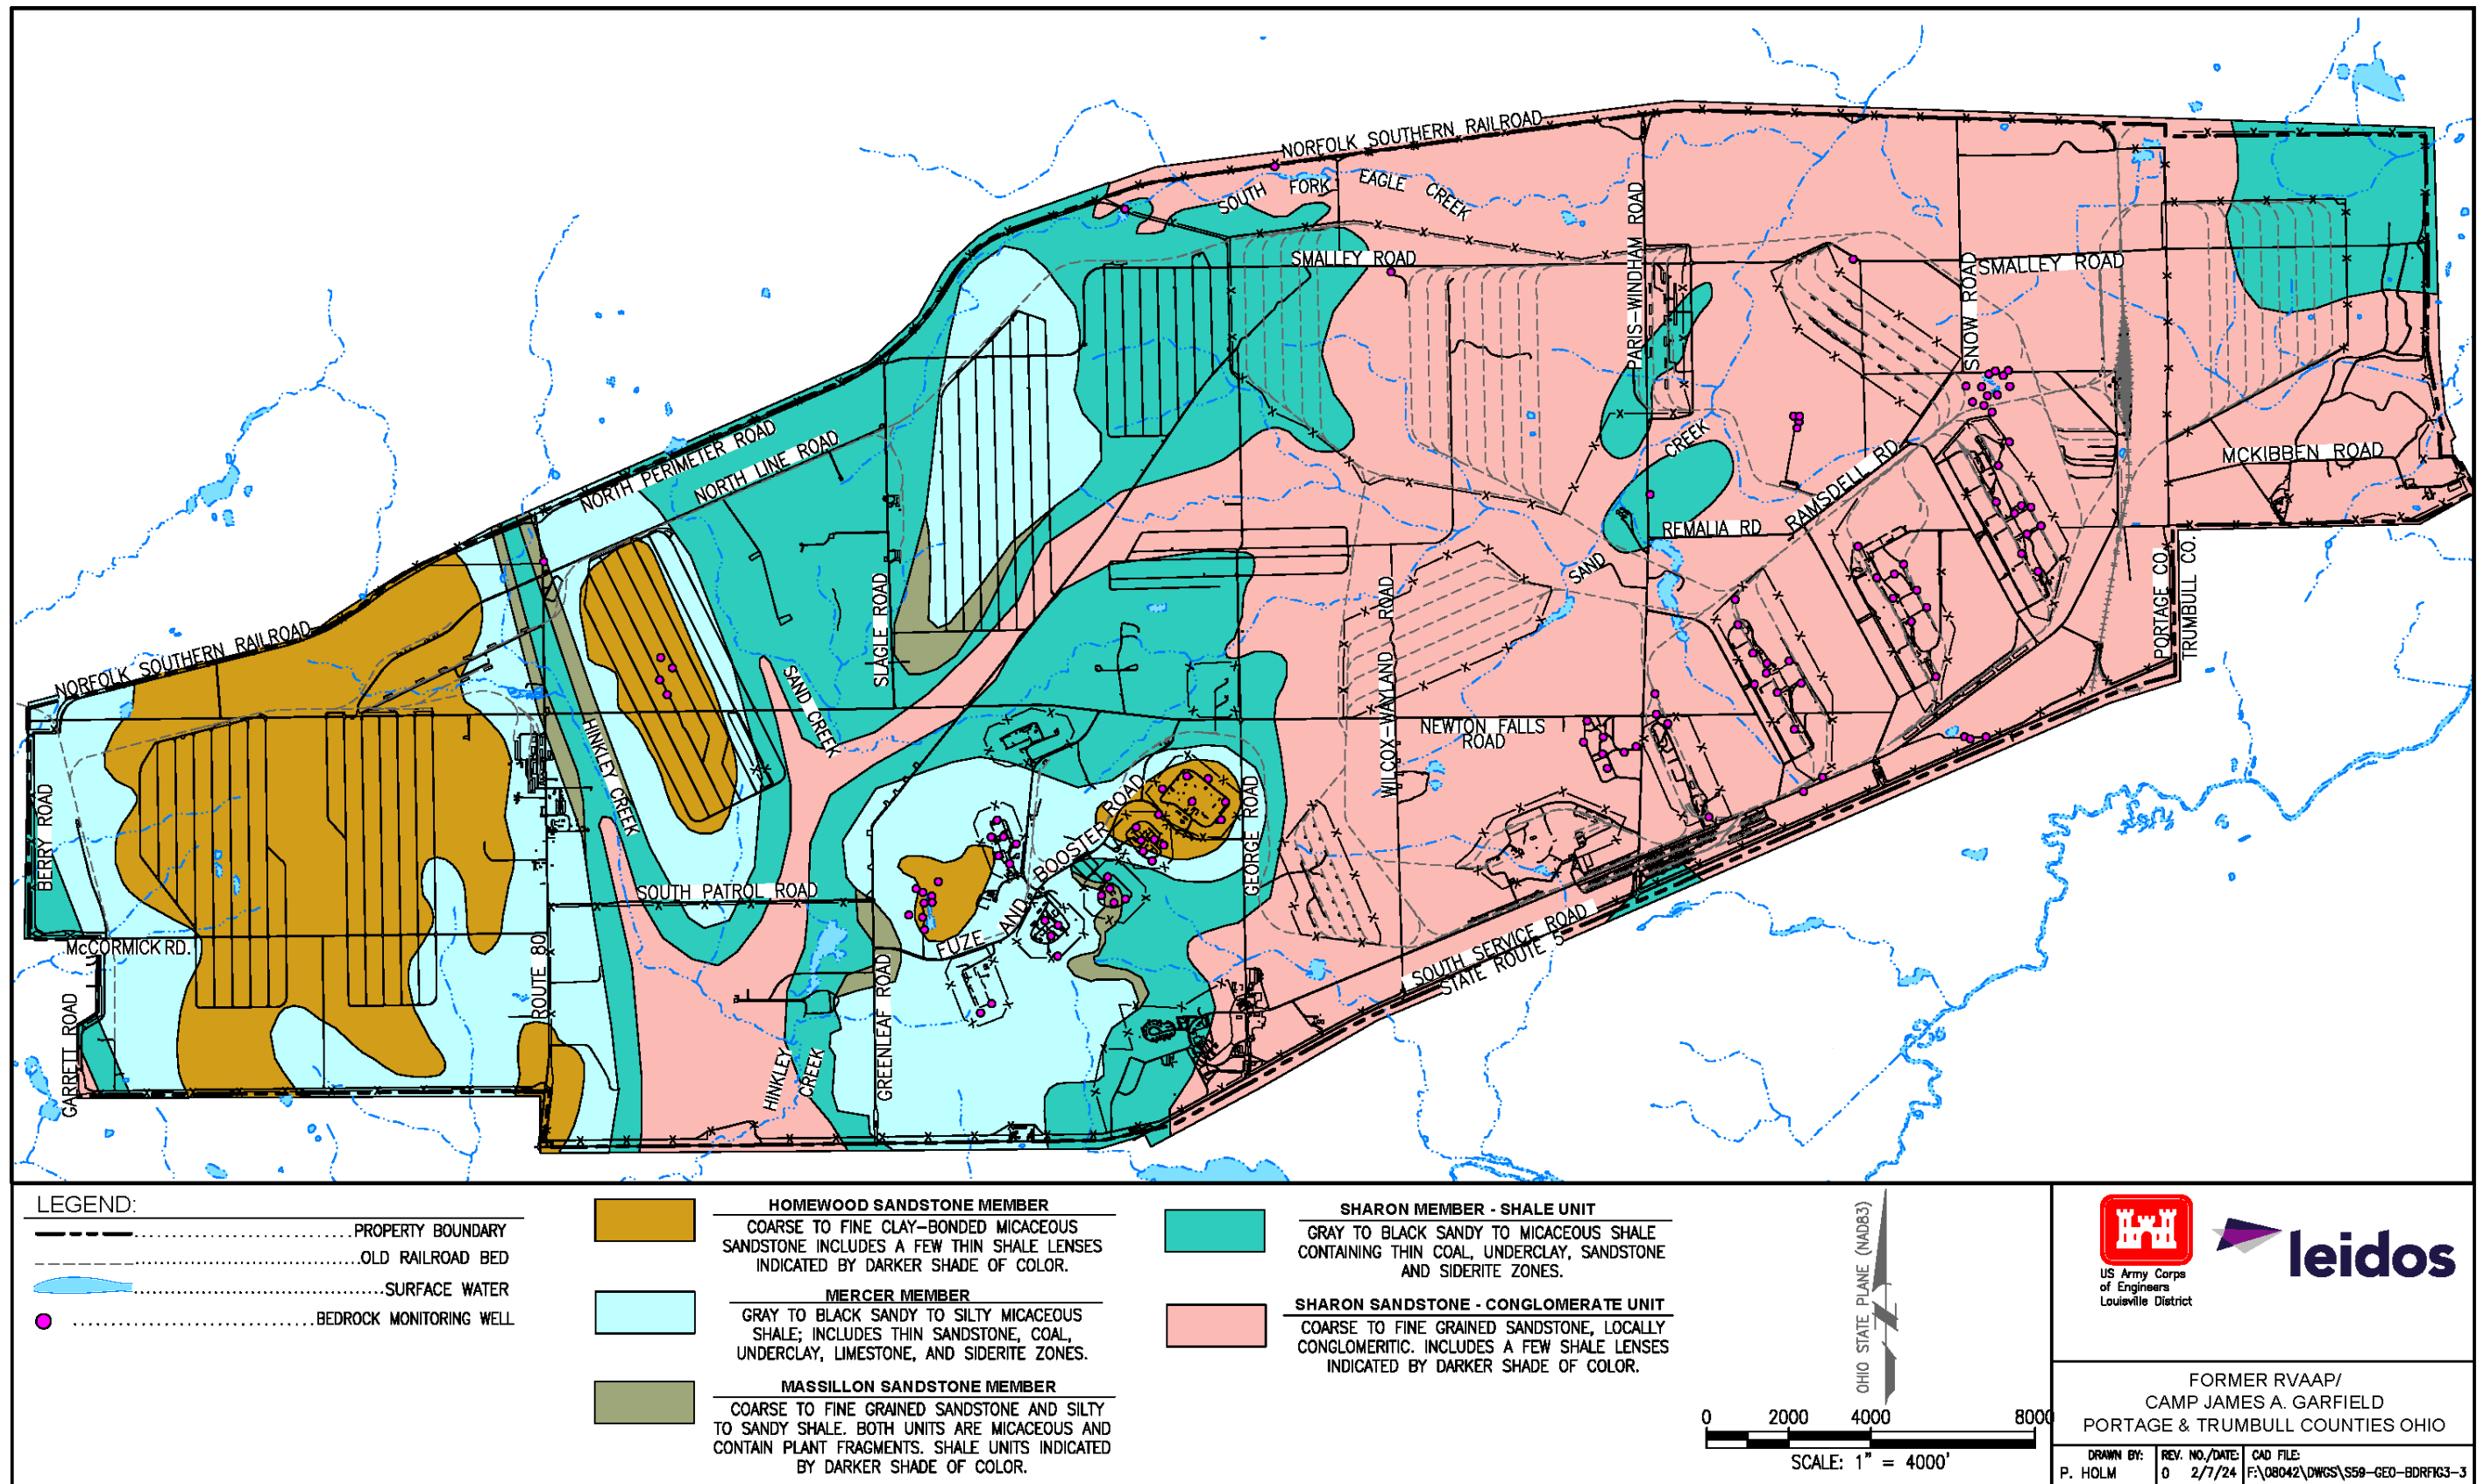 NORFOLK SOUTHERN RAILROAD
SOUTH FORK EAGLE CREEK
SMALLEY ROAD
PARIS-WINDHAM ROAD
SNOW ROAD
SMALLEY ROAD
NORTH PERIMETER ROAD
NORTH LINE ROAD
CREEK
RAMSDELL RD
MCKIBBEN ROAD
REMALIA RD
SAND
PORTAGE CO.
TRUMBULL CO.
SLAGLE ROAD
WILCOX-WAYLAND ROAD
NORFOLK SOUTHERN RAILROAD
SAND CREEK
HINKLEY CREEK
NEWTON FALLS
ROAD
BERRY ROAD
FUZE AND BOOSTER ROAD
GEORGE ROAD
SOUTH PATROL ROAD
McCORMICK RD.
ROUTE 80
GREENLEAF ROAD
SOUTH SERVICE ROAD
STATE ROUTE 5
GARRETT ROAD
HINKLEY
CREEK
LEGEND:
PROPERTY BOUNDARY
OLD RAILROAD BED
SURFACE WATER
BEDROCK MONITORING WELL
HOMEWOOD SANDSTONE MEMBER
COARSE TO FINE CLAY-BONDED MICACEOUS
SANDSTONE INCLUDES A FEW THIN SHALE LENSES
INDICATED BY DARKER SHADE OF COLOR.
MERCER MEMBER
GRAY TO BLACK SANDY TO SILTY MICACEOUS
SHALE; INCLUDES THIN SANDSTONE, COAL,
UNDERCLAY, LIMESTONE, AND SIDERITE ZONES.
MASSILLON SANDSTONE MEMBER
COARSE TO FINE GRAINED SANDSTONE AND SILTY
TO SANDY SHALE. BOTH UNITS ARE MICACEOUS AND
CONTAIN PLANT FRAGMENTS. SHALE UNITS INDICATED
BY DARKER SHADE OF COLOR.
SHARON MEMBER - SHALE UNIT
GRAY TO BLACK SANDY TO MICACEOUS SHALE
CONTAINING THIN COAL, UNDERCLAY, SANDSTONE
AND SIDERITE ZONES.
SHARON SANDSTONE - CONGLOMERATE UNIT
COARSE TO FINE GRAINED SANDSTONE, LOCALLY
CONGLOMERITIC. INCLUDES A FEW SHALE LENSES
INDICATED BY DARKER SHADE OF COLOR.
OHIO STATE PLANE (NAD83)
0 2000 4000 8000
SCALE: 1" = 4000'
US Army Corps
of Engineers
Louisville District
leidos
FORMER RVAAP/
CAMP JAMES A. GARFIELD
PORTAGE & TRUMBULL COUNTIES OHIO
DRAWN BY:
P. HOLM
REV. NO./DATE:
0 2/7/24
CAD FILE:
F:\08042\DWGS\S59-GEO-BDRFIG3-3